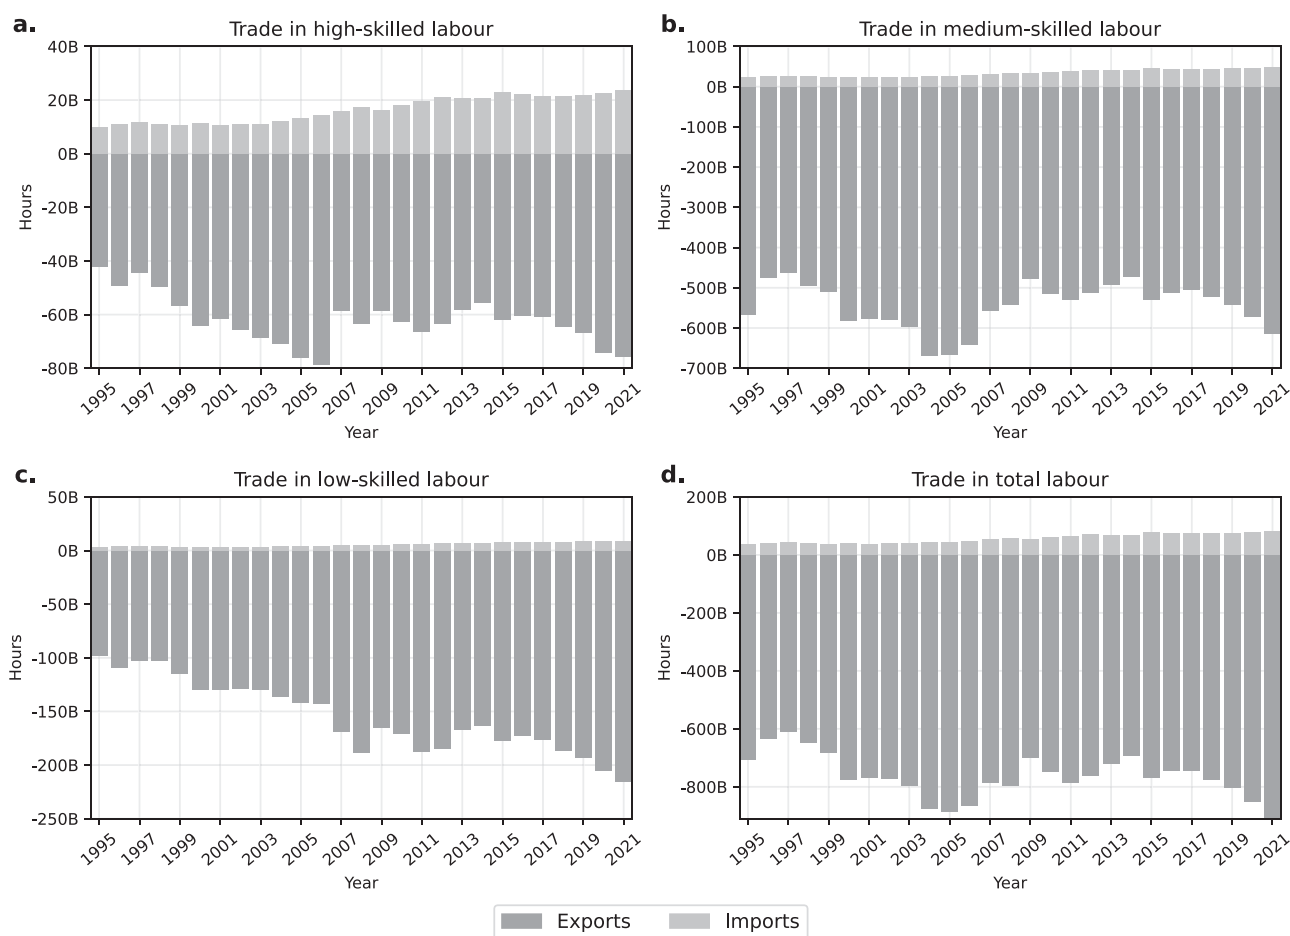 a.
Trade in high-skilled labour
40B
20B
0B
-20B
-40B
-60B
-80B
Hours
1995 1997 1999 2001 2003 2005 2007 2009 2011 2013 2015 2017 2019 2021
Year
b.
Trade in medium-skilled labour
100B
0B
-100B
-200B
-300B
-400B
-500B
-600B
-700B
Hours
1995 1997 1999 2001 2003 2005 2007 2009 2011 2013 2015 2017 2019 2021
Year
c.
Trade in low-skilled labour
50B
0B
-50B
-100B
-150B
-200B
-250B
Hours
1995 1997 1999 2001 2003 2005 2007 2009 2011 2013 2015 2017 2019 2021
Year
d.
Trade in total labour
200B
0B
-200B
-400B
-600B
-800B
Hours
1995 1997 1999 2001 2003 2005 2007 2009 2011 2013 2015 2017 2019 2021
Year
Exports Imports